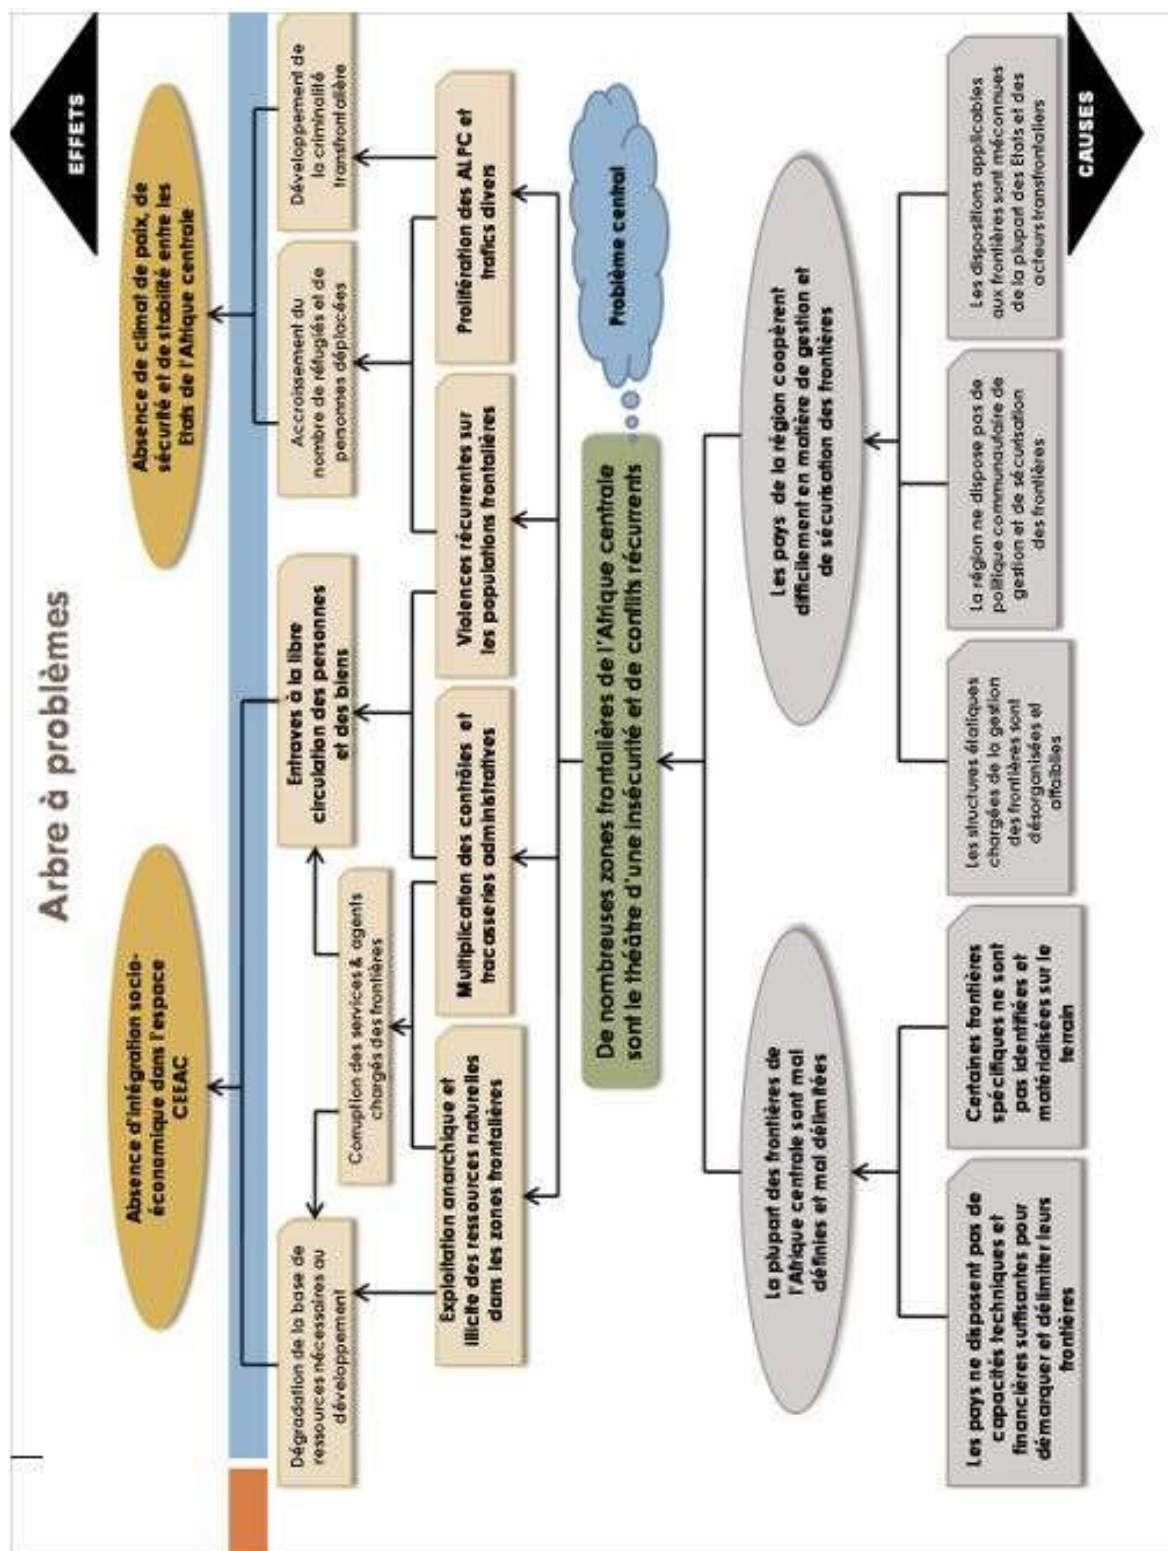 Arbre à problèmes
EFFETS
Absence d'intégration socio-
économique dans l'espace
CEEAC
Absence de climat de paix, de
sécurité et de stabilité entre les
Etats de l'Afrique centrale
Dégradation de la base de
ressources nécessaires au
développement
Entraves à la libre
circulation des personnes
et des biens
Accroissement du
nombre de réfugiés et de
personnes déplacées
Développement de
la criminalité
transfrontalière
Corruption des services & agents
chargés des frontières
Exploitation anarchique et
illicite des ressources naturelles
dans les zones frontalières
Multiplication des contrôles et
tracasseries administratives
Violences récurrentes sur
les populations frontalières
Prolifération des ALPC et
trafics divers
De nombreuses zones frontalières de l'Afrique centrale
sont le théâtre d'une insécurité et de conflits récurrents
Problème central
La plupart des frontières de
l'Afrique centrale sont mal
définies et mal délimitées
Les pays de la région coopèrent
difficilement en matière de gestion et
de sécurisation des frontières
Les pays ne disposent pas de
capacités techniques et
financières suffisantes pour
démarquer et délimiter leurs
frontières
Certaines frontières
spécifiques ne sont
pas identifiées et
matérialisées sur le
terrain
Les structures étatiques
chargées de la gestion
des frontières sont
désorganisées et
affaiblies
La région ne dispose pas de
politique communautaire de
gestion et de sécurisation
des frontières
Les dispositions applicables
aux frontières sont méconnues
de la plupart des Etats et des
acteurs transfrontaliers
CAUSES